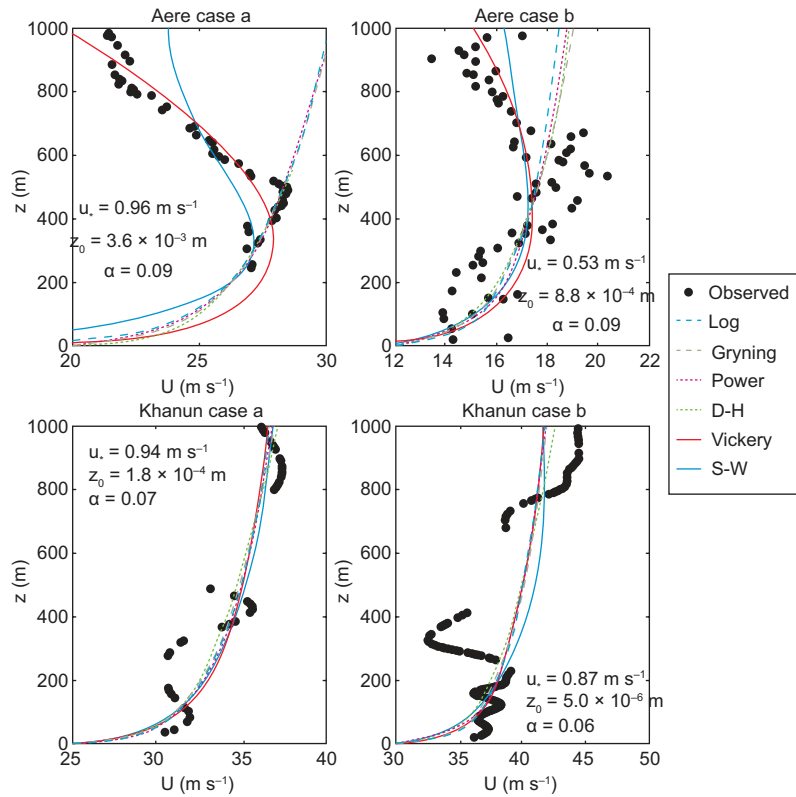 Aere case a
1000
800
600
400
200
0
z (m)
u* = 0.96 m s⁻¹
z₀ = 3.6 × 10⁻³ m
α = 0.09
20 25 30
U (m s⁻¹)
Aere case b
1000
800
600
400
200
0
z (m)
u* = 0.53 m s⁻¹
z₀ = 8.8 × 10⁻⁴ m
α = 0.09
12 14 16 18 20 22
U (m s⁻¹)
Observed
Log
Gryning
Power
D-H
Vickery
S-W
Khanun case a
1000
800
600
400
200
0
z (m)
u* = 0.94 m s⁻¹
z₀ = 1.8 × 10⁻⁴ m
α = 0.07
25 30 35 40
U (m s⁻¹)
Khanun case b
1000
800
600
400
200
0
z (m)
u* = 0.87 m s⁻¹
z₀ = 5.0 × 10⁻⁶ m
α = 0.06
30 35 40 45 50
U (m s⁻¹)